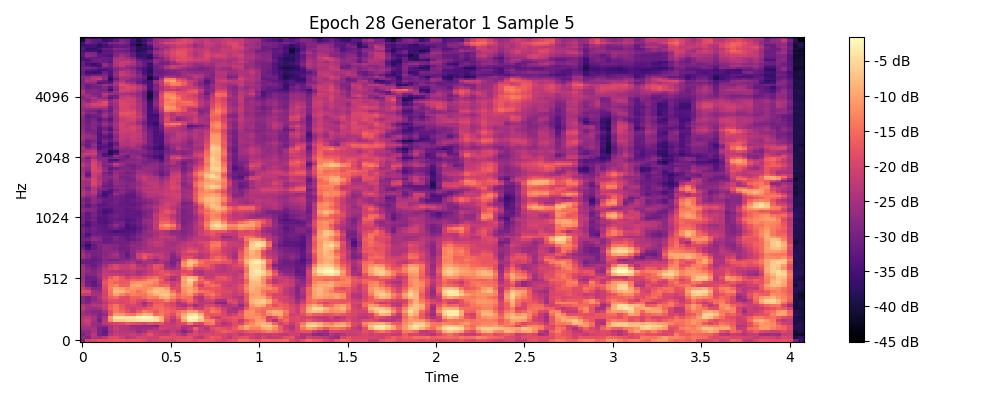 Epoch 28 Generator 1 Sample 5
Hz
4096
2048
1024
512
0
0
0.5
1
1.5
2
2.5
3
3.5
4
Time
-5 dB
-10 dB
-15 dB
-20 dB
-25 dB
-30 dB
-35 dB
-40 dB
-45 dB